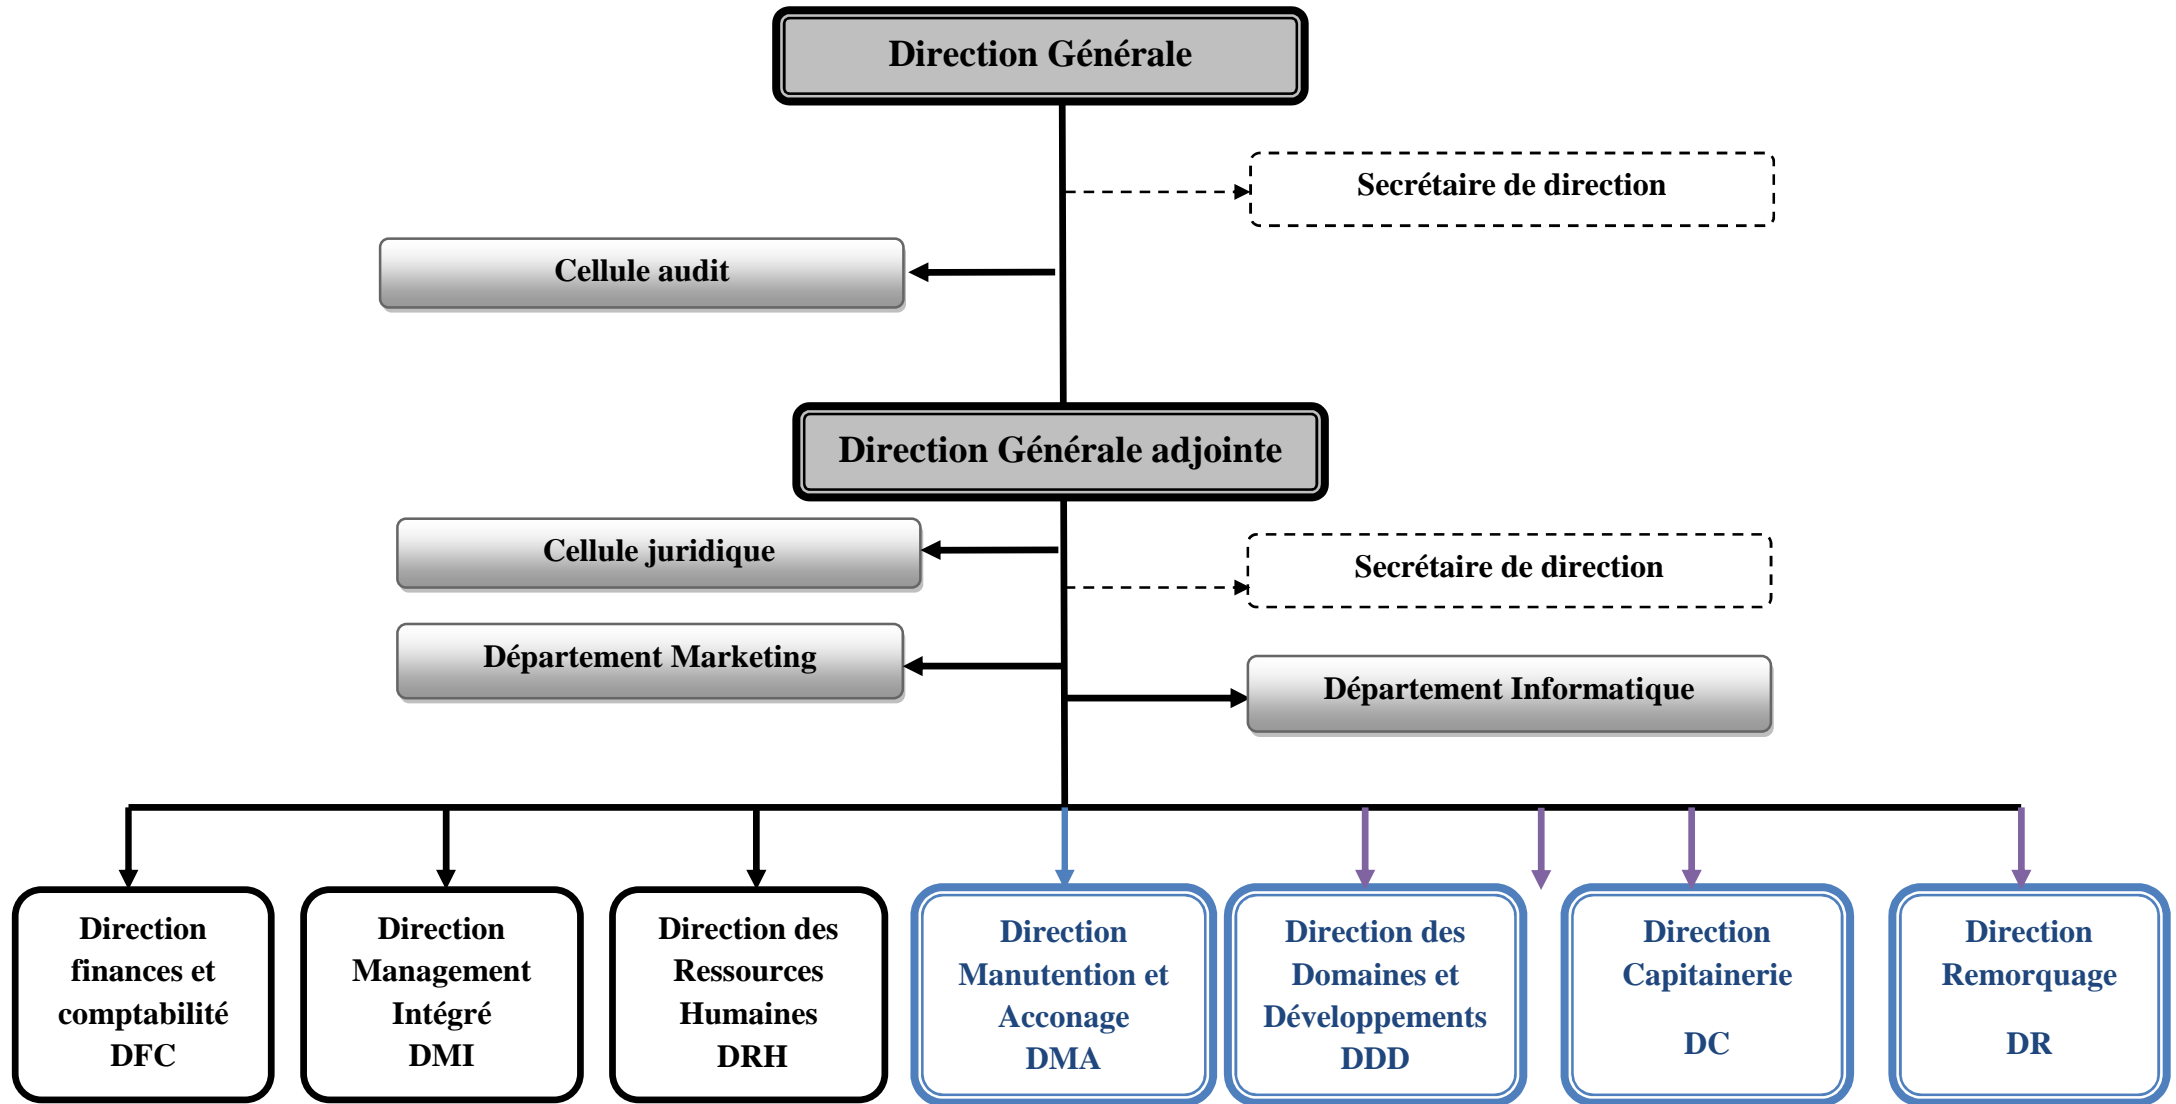 Direction Générale
Secrétaire de direction
Cellule audit
Direction Générale adjointe
Cellule juridique
Secrétaire de direction
Département Marketing
Département Informatique
Direction
finances et
comptabilité
DFC
Direction
Management
Intégré
DMI
Direction des
Ressources
Humaines
DRH
Direction
Manutention et
Acconage
DMA
Direction des
Domaines et
Développements
DDD
Direction
Capitainerie
DC
Direction
Remorquage
DR